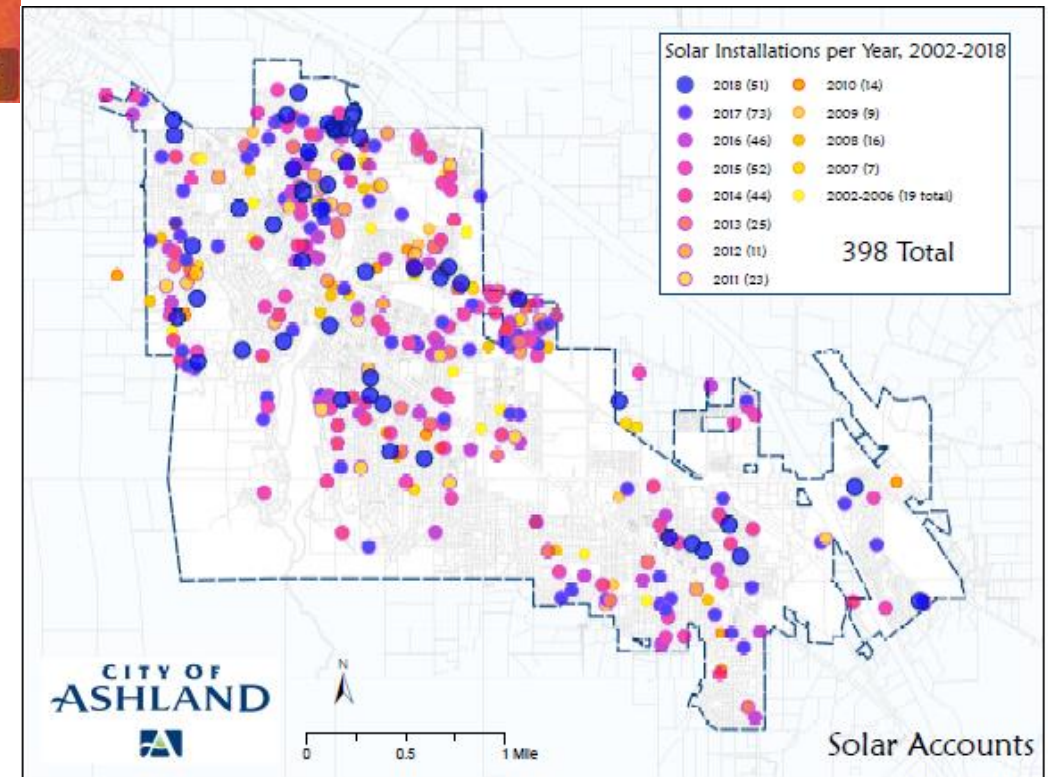 Solar Installations per Year, 2002-2018
2018 (51)
2017 (73)
2016 (46)
2015 (52)
2014 (44)
2013 (25)
2012 (11)
2011 (23)
2010 (14)
2009 (9)
2008 (16)
2007 (7)
2002-2006 (19 total)
398 Total
CITY OF
ASHLAND
N
0 0.5 1 Mile
Solar Accounts